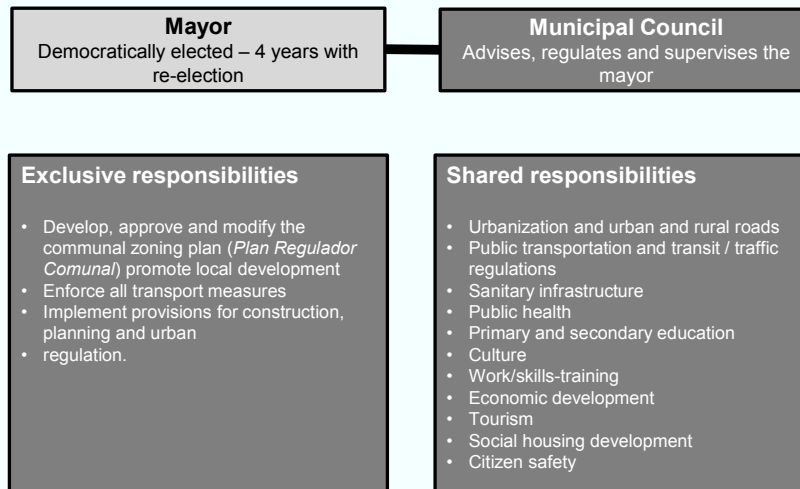 Mayor
Democratically elected – 4 years with
re-election
Municipal Council
Advises, regulates and supervises the
mayor
Exclusive responsibilities
• Develop, approve and modify the
communal zoning plan (Plan Regulador
Comunal) promote local development
• Enforce all transport measures
• Implement provisions for construction,
planning and urban
• regulation.
Shared responsibilities
• Urbanization and urban and rural roads
• Public transportation and transit / traffic
regulations
• Sanitary infrastructure
• Public health
• Primary and secondary education
• Culture
• Work/skills-training
• Economic development
• Tourism
• Social housing development
• Citizen safety